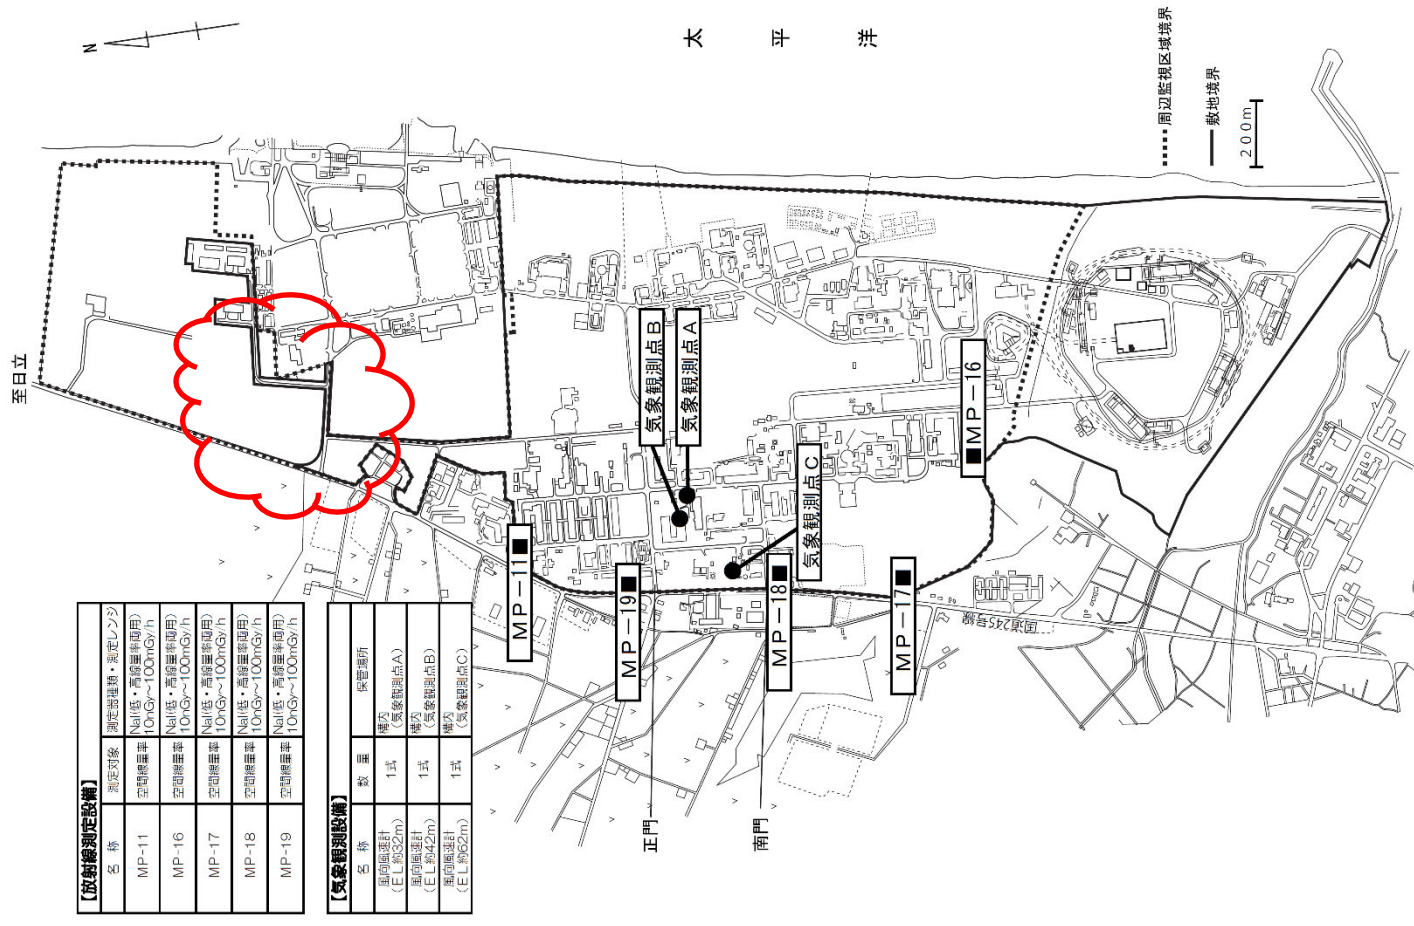 N
太平洋
至日立
周辺監視区域境界
敷地境界
200m
気象観測点B
気象観測点A
気象観測点C
MP-16
MP-11
MP-19
MP-18
MP-17
国道245号線
正門
南門
【放射線測定設備】
名称 測定対象 測定器種類・測定レンジ
MP-11 空間線量率 NaI(低・高線量率両用)
10nGy~100mGy/h
MP-16 空間線量率 NaI(低・高線量率両用)
10nGy~100mGy/h
MP-17 空間線量率 NaI(低・高線量率両用)
10nGy~100mGy/h
MP-18 空間線量率 NaI(低・高線量率両用)
10nGy~100mGy/h
MP-19 空間線量率 NaI(低・高線量率両用)
10nGy~100mGy/h
【気象観測設備】
名称 数量 保管場所
風向風速計 1式 構内
(EL約32m) (気象観測点A)
風向風速計 1式 構内
(EL約42m) (気象観測点B)
風向風速計 1式 構内
(EL約62m) (気象観測点C)